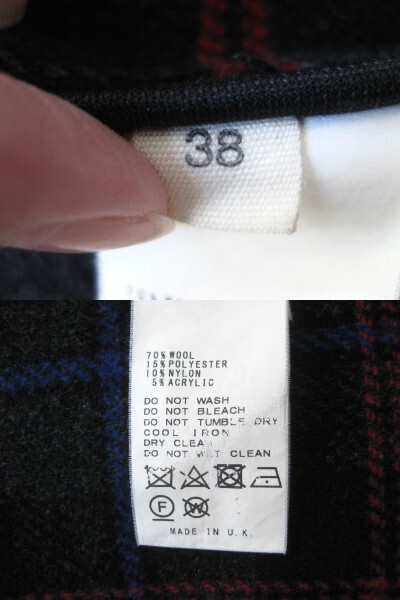 38
70% WOOL
15% POLYESTER
10% NYLON
5% ACRYLIC
DO NOT WASH
DO NOT BLEACH
DO NOT TUMBLE DRY
COOL IRON
DRY CLEAN
DO NOT WET CLEAN
F W
MADE IN U.K.